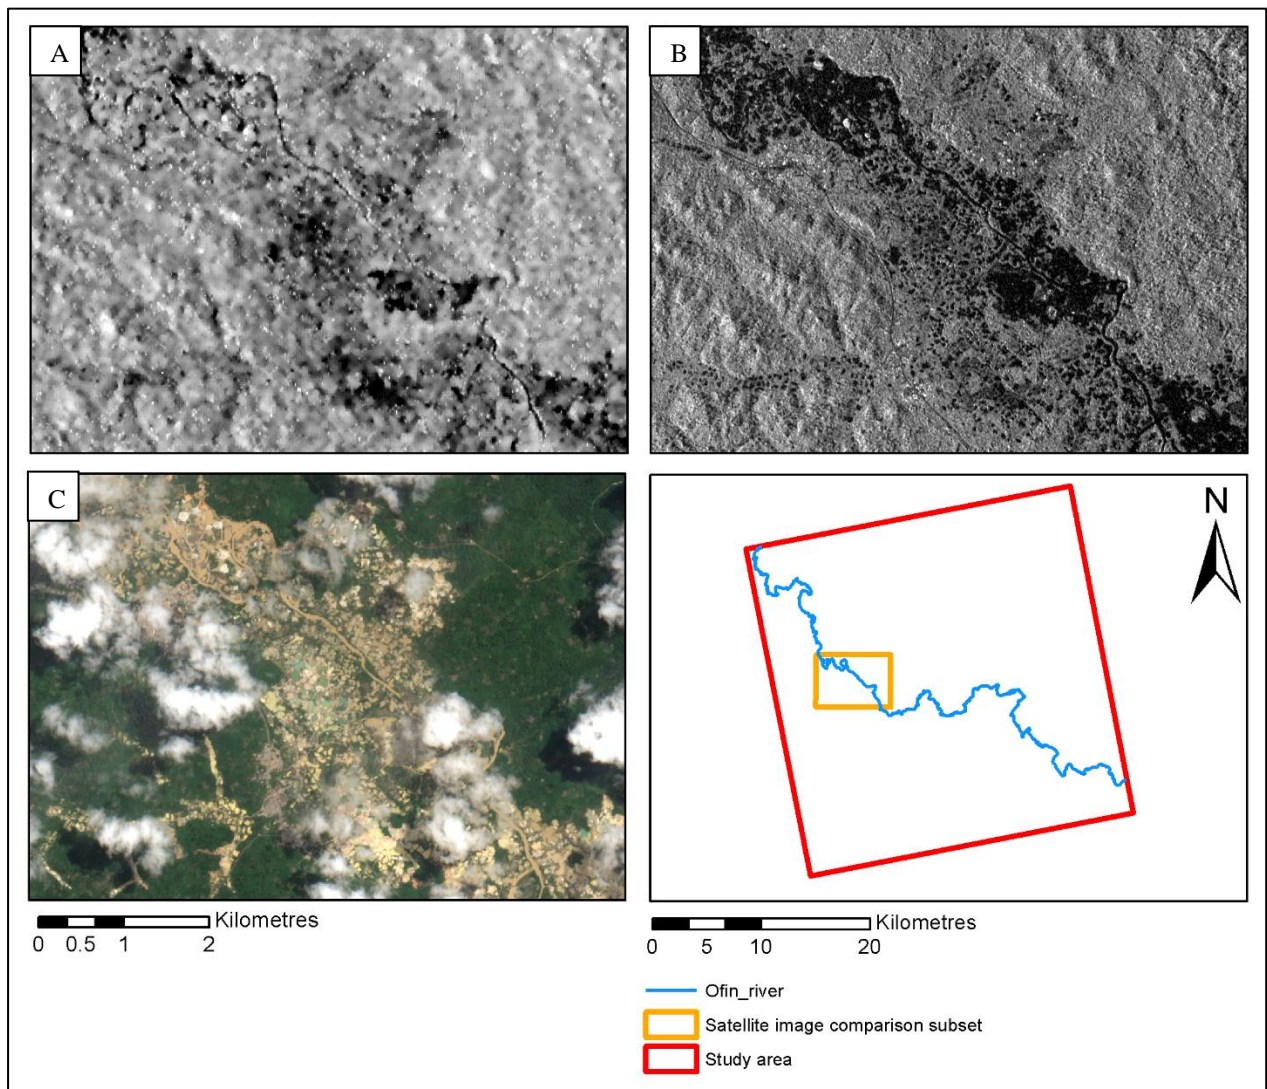 A
B
C
N
Kilometres
0 0.5 1 2
Kilometres
0 5 10 20
Ofin_river
Satellite image comparison subset
Study area